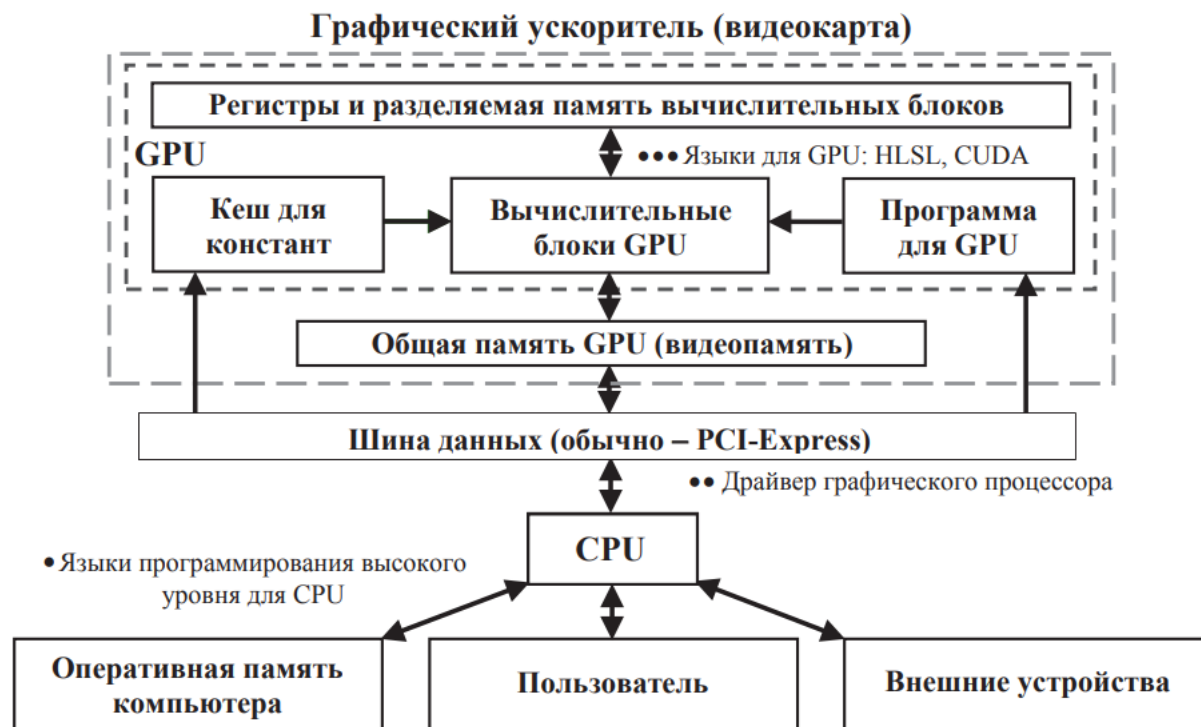 Графический ускоритель (видеокарта)
Регистры и разделяемая память вычислительных блоков
GPU
●●● Языки для GPU: HLSL, CUDA
Кеш для
констант
Вычислительные
блоки GPU
Программа
для GPU
Общая память GPU (видеопамять)
Шина данных (обычно – PCI-Express)
●● Драйвер графического процессора
CPU
● Языки программирования высокого
уровня для CPU
Оперативная память
компьютера
Пользователь
Внешние устройства